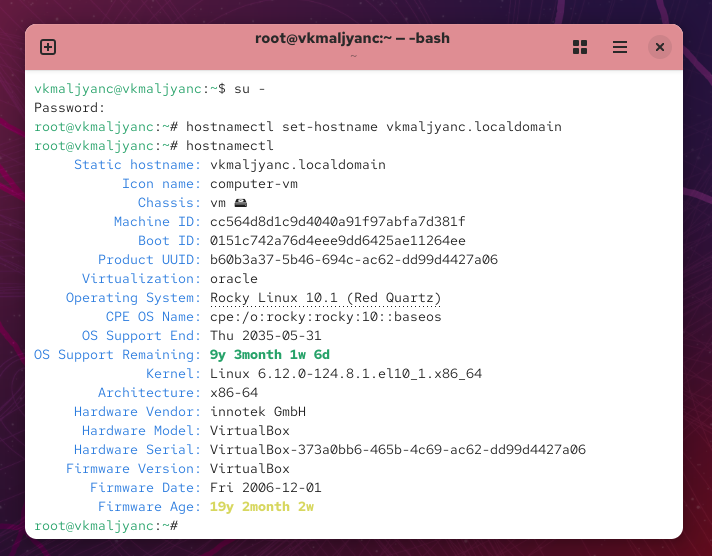 root@vkmaljyanc:~ — -bash
~
vkmaljyanc@vkmaljyanc:~$ su -
Password:
root@vkmaljyanc:~# hostnamectl set-hostname vkmaljyanc.localdomain
root@vkmaljyanc:~# hostnamectl
Static hostname: vkmaljyanc.localdomain
Icon name: computer-vm
Chassis: vm 🖴
Machine ID: cc564d8d1c9d4040a91f97abfa7d381f
Boot ID: 0151c742a76d4eee9dd6425ae11264ee
Product UUID: b60b3a37-5b46-694c-ac62-dd99d4427a06
Virtualization: oracle
Operating System: Rocky Linux 10.1 (Red Quartz)
CPE OS Name: cpe:/o:rocky:rocky:10::baseos
OS Support End: Thu 2035-05-31
OS Support Remaining: 9y 3month 1w 6d
Kernel: Linux 6.12.0-124.8.1.el10_1.x86_64
Architecture: x86-64
Hardware Vendor: innotek GmbH
Hardware Model: VirtualBox
Hardware Serial: VirtualBox-373a0bb6-465b-4c69-ac62-dd99d4427a06
Firmware Version: VirtualBox
Firmware Date: Fri 2006-12-01
Firmware Age: 19y 2month 2w
root@vkmaljyanc:~#